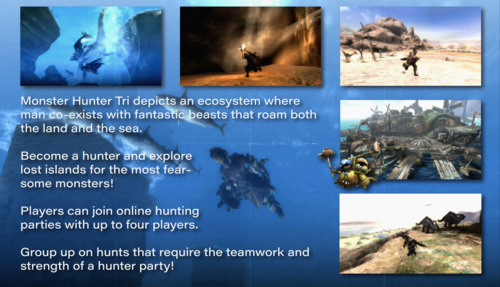 Monster Hunter Tri depicts an ecosystem where
man co-exists with fantastic beasts that roam both
the land and the sea.
Become a hunter and explore
lost islands for the most fear-
some monsters!
Players can join online hunting
parties with up to four players.
Group up on hunts that require the teamwork and
strength of a hunter party!